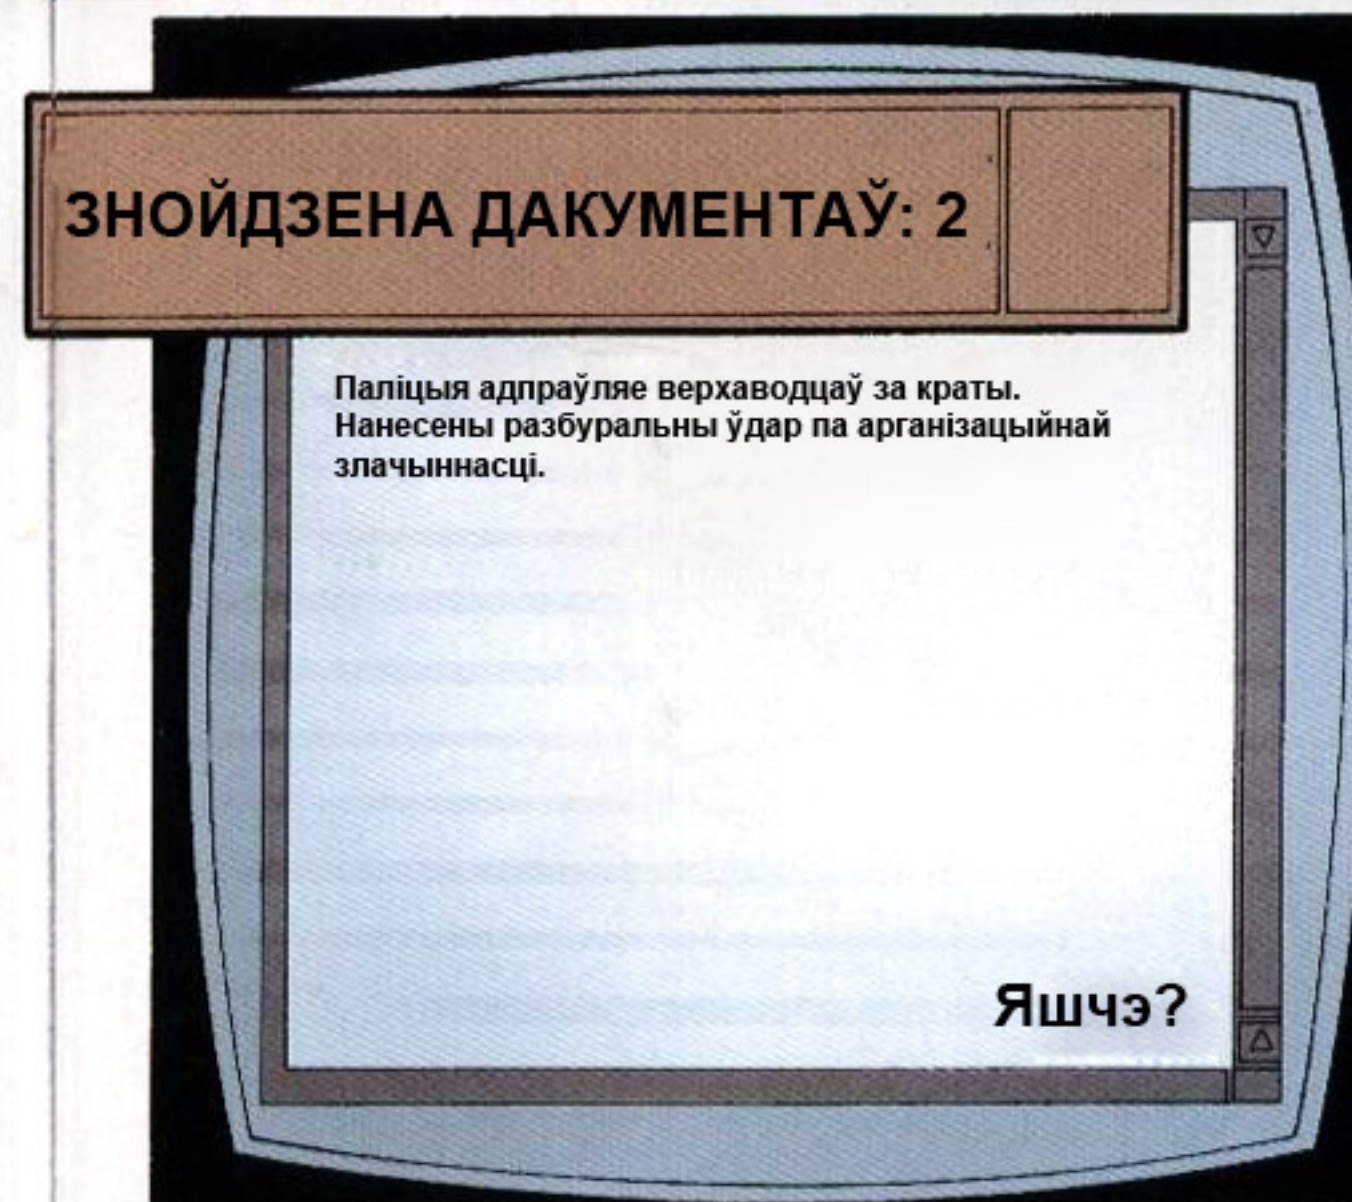 ЗНОЙДЗЕНА ДАКУМЕНТАЎ: 2
Паліцыя адпраўляе верхаводцаў за краты.
Нанесены разбуральны ўдар па арганізацыйнай
злачыннасці.
Яшчэ?